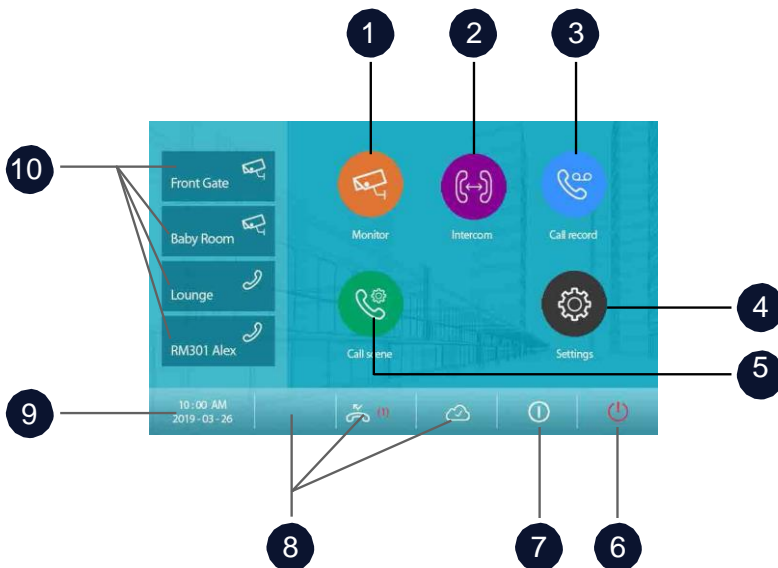 1
2
3
10
Front Gate
Baby Room
Lounge
RM301 Alex
Monitor
Intercom
Call record
4
Call scene
Settings
5
9
10:00 AM
2019-03-26
(1)
8
7
6